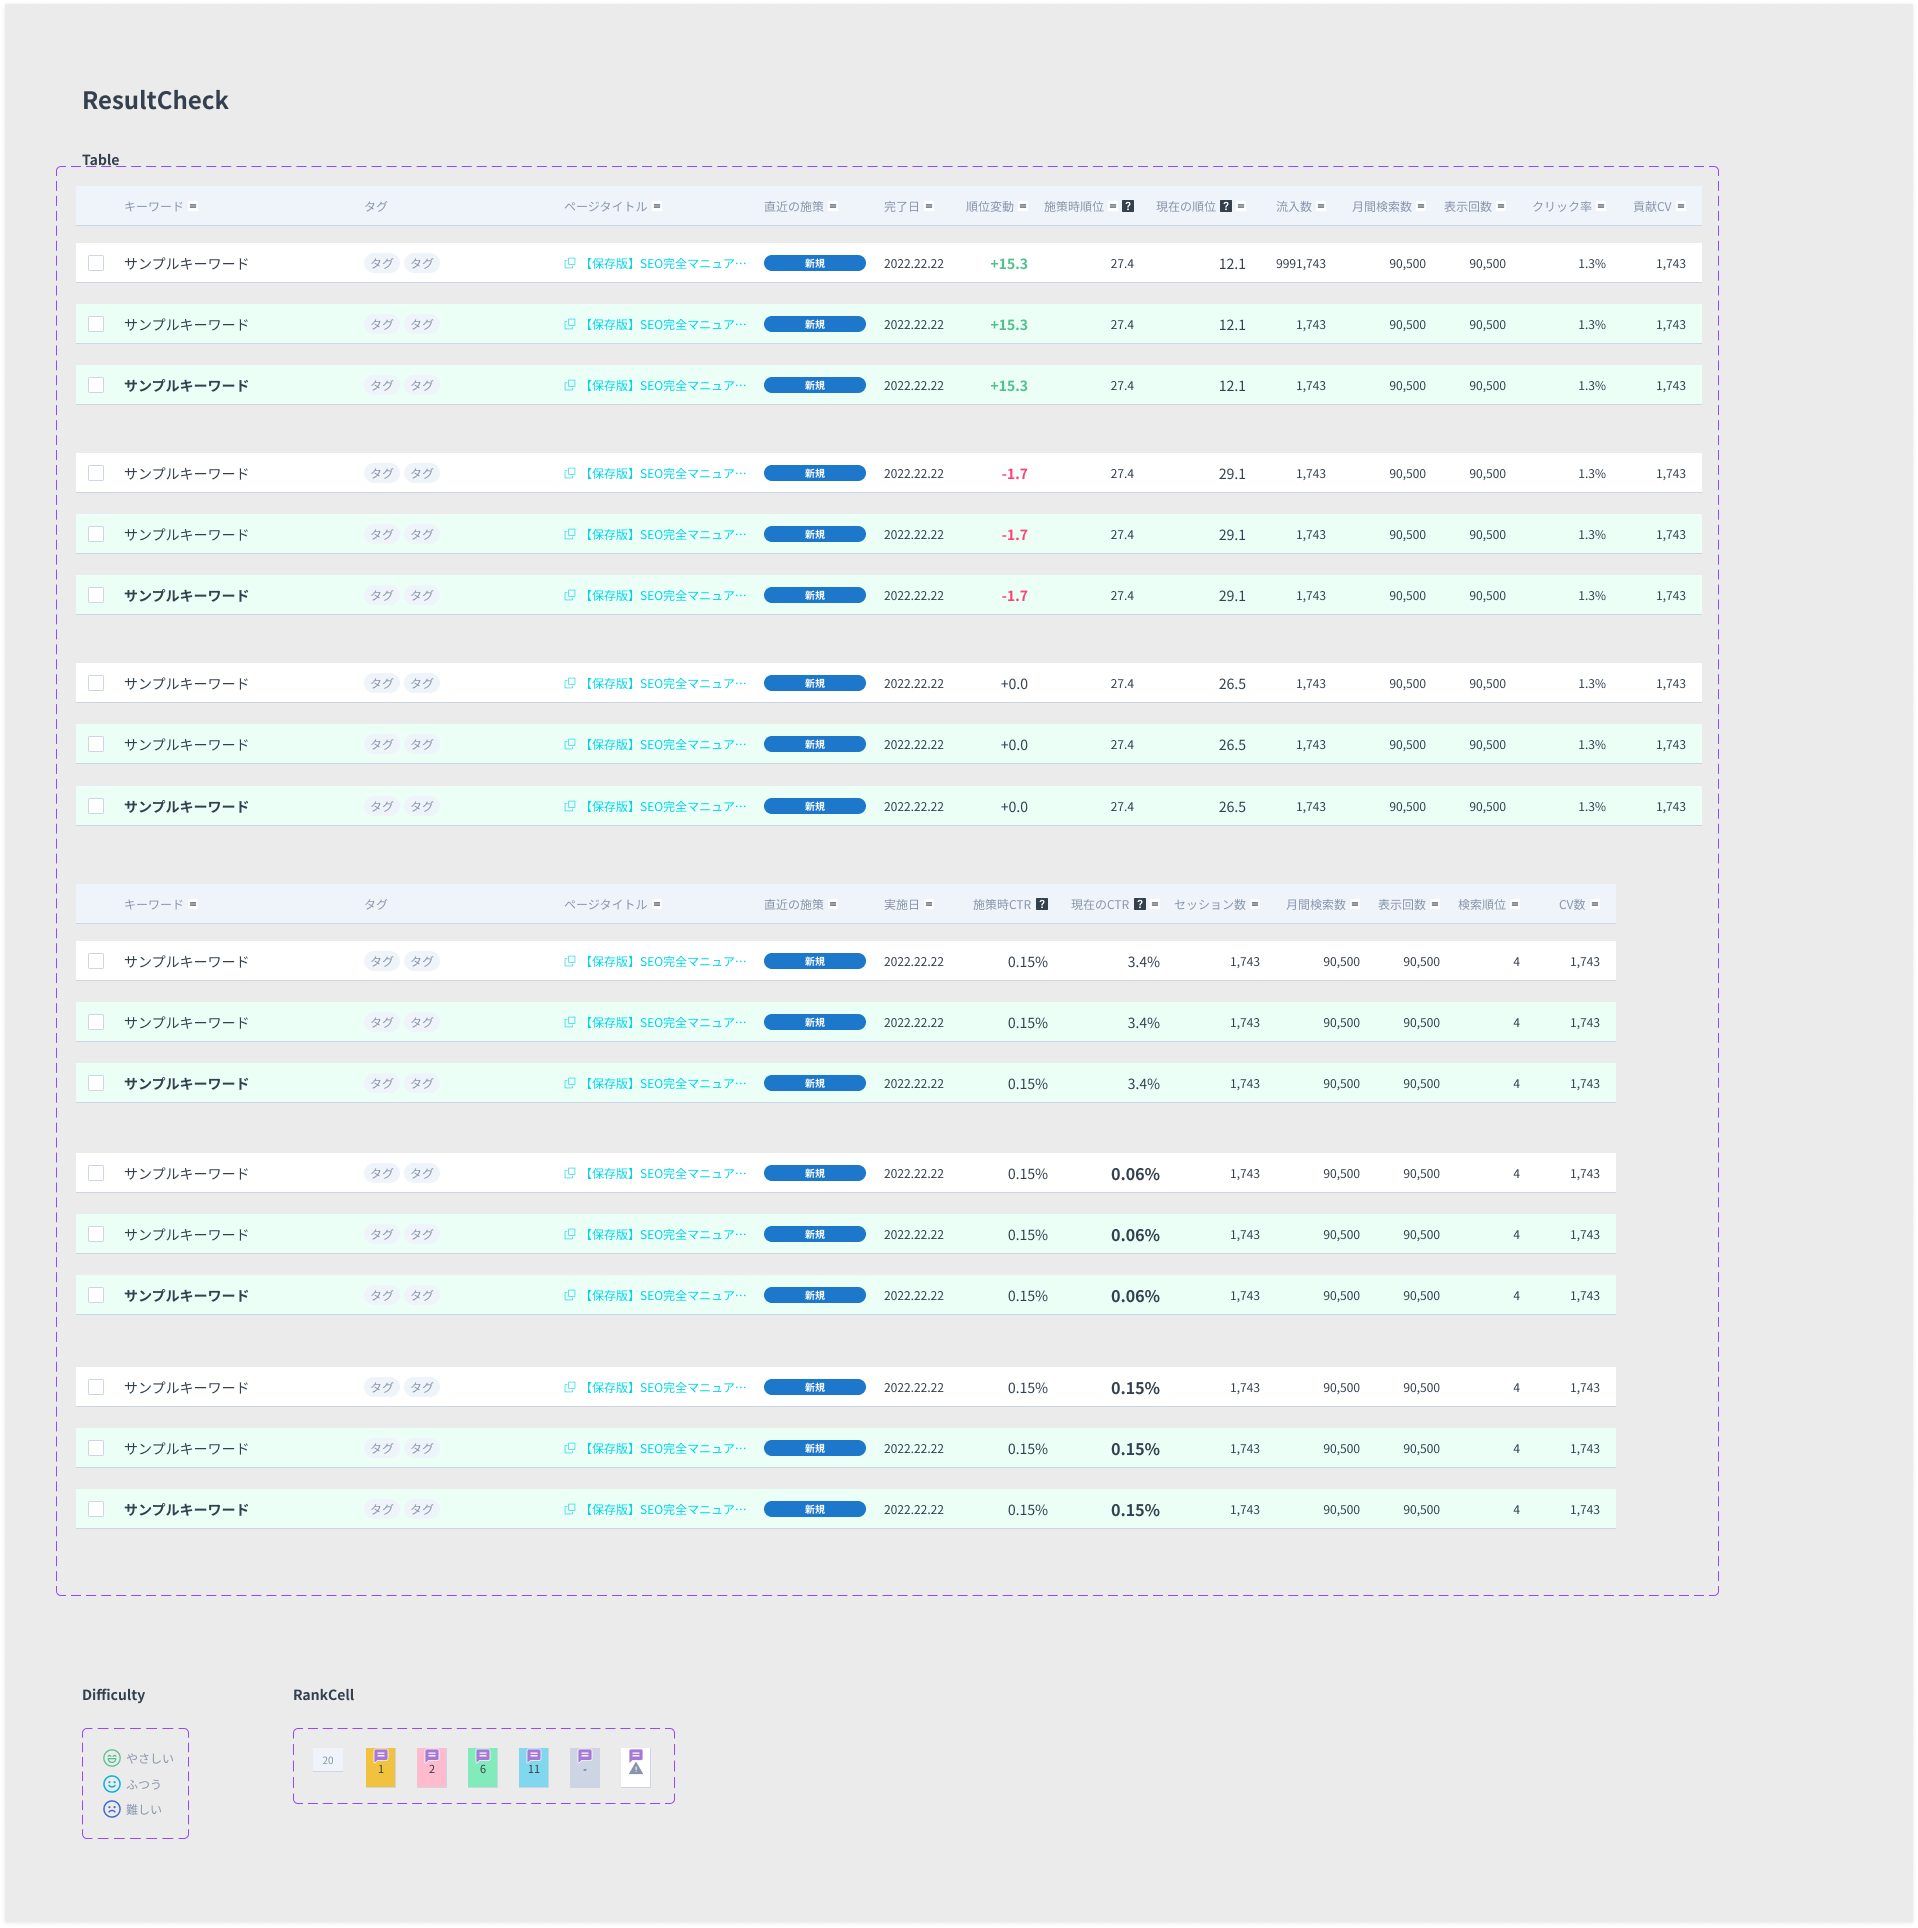 ResultCheck
Table
キーワード タグ ページタイトル 直近の施策 完了日 順位変動 施策時順位 ? 現在の順位 ? 流入数 月間検索数 表示回数 クリック率 貢献CV
サンプルキーワード タグ タグ 【保存版】SEO完全マニュア… 新規 2022.22.22 +15.3 27.4 12.1 9991,743 90,500 90,500 1.3% 1,743
サンプルキーワード タグ タグ 【保存版】SEO完全マニュア… 新規 2022.22.22 +15.3 27.4 12.1 1,743 90,500 90,500 1.3% 1,743
サンプルキーワード タグ タグ 【保存版】SEO完全マニュア… 新規 2022.22.22 +15.3 27.4 12.1 1,743 90,500 90,500 1.3% 1,743
サンプルキーワード タグ タグ 【保存版】SEO完全マニュア… 新規 2022.22.22 -1.7 27.4 29.1 1,743 90,500 90,500 1.3% 1,743
サンプルキーワード タグ タグ 【保存版】SEO完全マニュア… 新規 2022.22.22 -1.7 27.4 29.1 1,743 90,500 90,500 1.3% 1,743
サンプルキーワード タグ タグ 【保存版】SEO完全マニュア… 新規 2022.22.22 -1.7 27.4 29.1 1,743 90,500 90,500 1.3% 1,743
サンプルキーワード タグ タグ 【保存版】SEO完全マニュア… 新規 2022.22.22 +0.0 27.4 26.5 1,743 90,500 90,500 1.3% 1,743
サンプルキーワード タグ タグ 【保存版】SEO完全マニュア… 新規 2022.22.22 +0.0 27.4 26.5 1,743 90,500 90,500 1.3% 1,743
サンプルキーワード タグ タグ 【保存版】SEO完全マニュア… 新規 2022.22.22 +0.0 27.4 26.5 1,743 90,500 90,500 1.3% 1,743
キーワード タグ ページタイトル 直近の施策 実施日 施策時CTR ? 現在のCTR ? セッション数 月間検索数 表示回数 検索順位 CV数
サンプルキーワード タグ タグ 【保存版】SEO完全マニュア… 新規 2022.22.22 0.15% 3.4% 1,743 90,500 90,500 4 1,743
サンプルキーワード タグ タグ 【保存版】SEO完全マニュア… 新規 2022.22.22 0.15% 3.4% 1,743 90,500 90,500 4 1,743
サンプルキーワード タグ タグ 【保存版】SEO完全マニュア… 新規 2022.22.22 0.15% 3.4% 1,743 90,500 90,500 4 1,743
サンプルキーワード タグ タグ 【保存版】SEO完全マニュア… 新規 2022.22.22 0.15% 0.06% 1,743 90,500 90,500 4 1,743
サンプルキーワード タグ タグ 【保存版】SEO完全マニュア… 新規 2022.22.22 0.15% 0.06% 1,743 90,500 90,500 4 1,743
サンプルキーワード タグ タグ 【保存版】SEO完全マニュア… 新規 2022.22.22 0.15% 0.06% 1,743 90,500 90,500 4 1,743
サンプルキーワード タグ タグ 【保存版】SEO完全マニュア… 新規 2022.22.22 0.15% 0.15% 1,743 90,500 90,500 4 1,743
サンプルキーワード タグ タグ 【保存版】SEO完全マニュア… 新規 2022.22.22 0.15% 0.15% 1,743 90,500 90,500 4 1,743
サンプルキーワード タグ タグ 【保存版】SEO完全マニュア… 新規 2022.22.22 0.15% 0.15% 1,743 90,500 90,500 4 1,743
Difficulty
やさしい
ふつう
難しい
RankCell
20 1 2 6 11 -